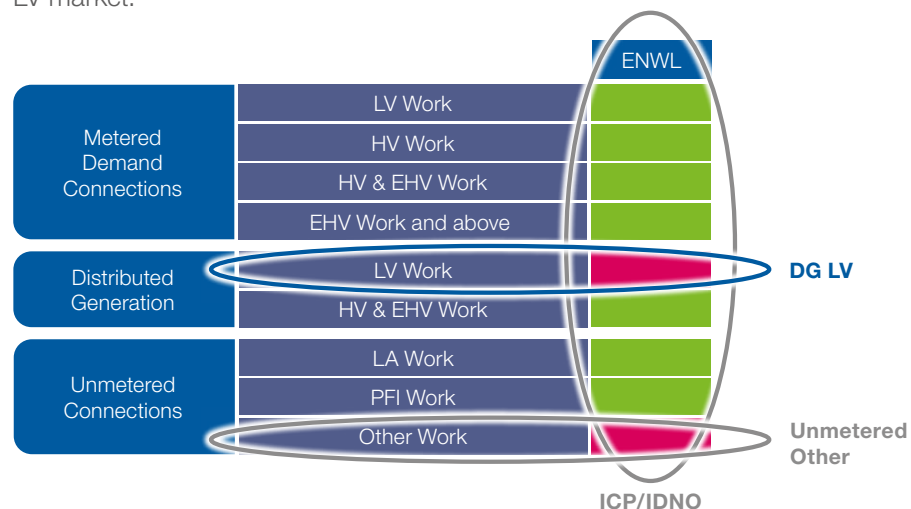 LV market.
ENWL
Metered
Demand
Connections
LV Work
HV Work
HV & EHV Work
EHV Work and above
Distributed
Generation
LV Work
HV & EHV Work
DG LV
Unmetered
Connections
LA Work
PFI Work
Other Work
Unmetered
Other
ICP/IDNO